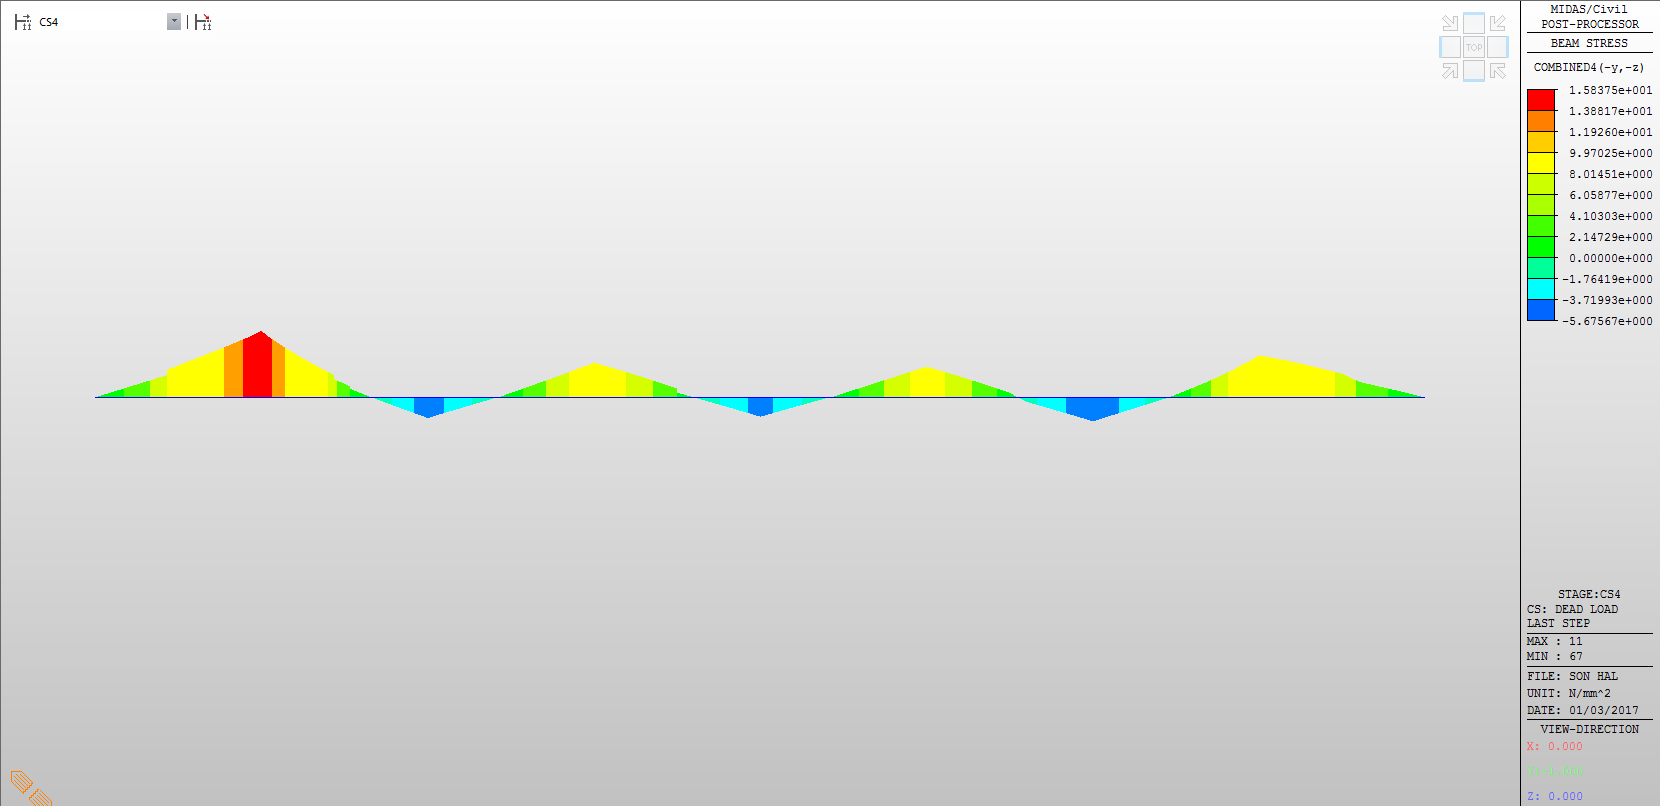 CS4
TOP
MIDAS/Civil
POST-PROCESSOR
BEAM STRESS
COMBINED4(-y,-z)
1.58375e+001
1.38817e+001
1.19260e+001
9.97025e+000
8.01451e+000
6.05877e+000
4.10303e+000
2.14729e+000
0.00000e+000
-1.76419e+000
-3.71993e+000
-5.67567e+000
STAGE:CS4
CS: DEAD LOAD
LAST STEP
MAX : 11
MIN : 67
FILE: SON HAL
UNIT: N/mm^2
DATE: 01/03/2017
VIEW-DIRECTION
X: 0.000
Z: 0.000